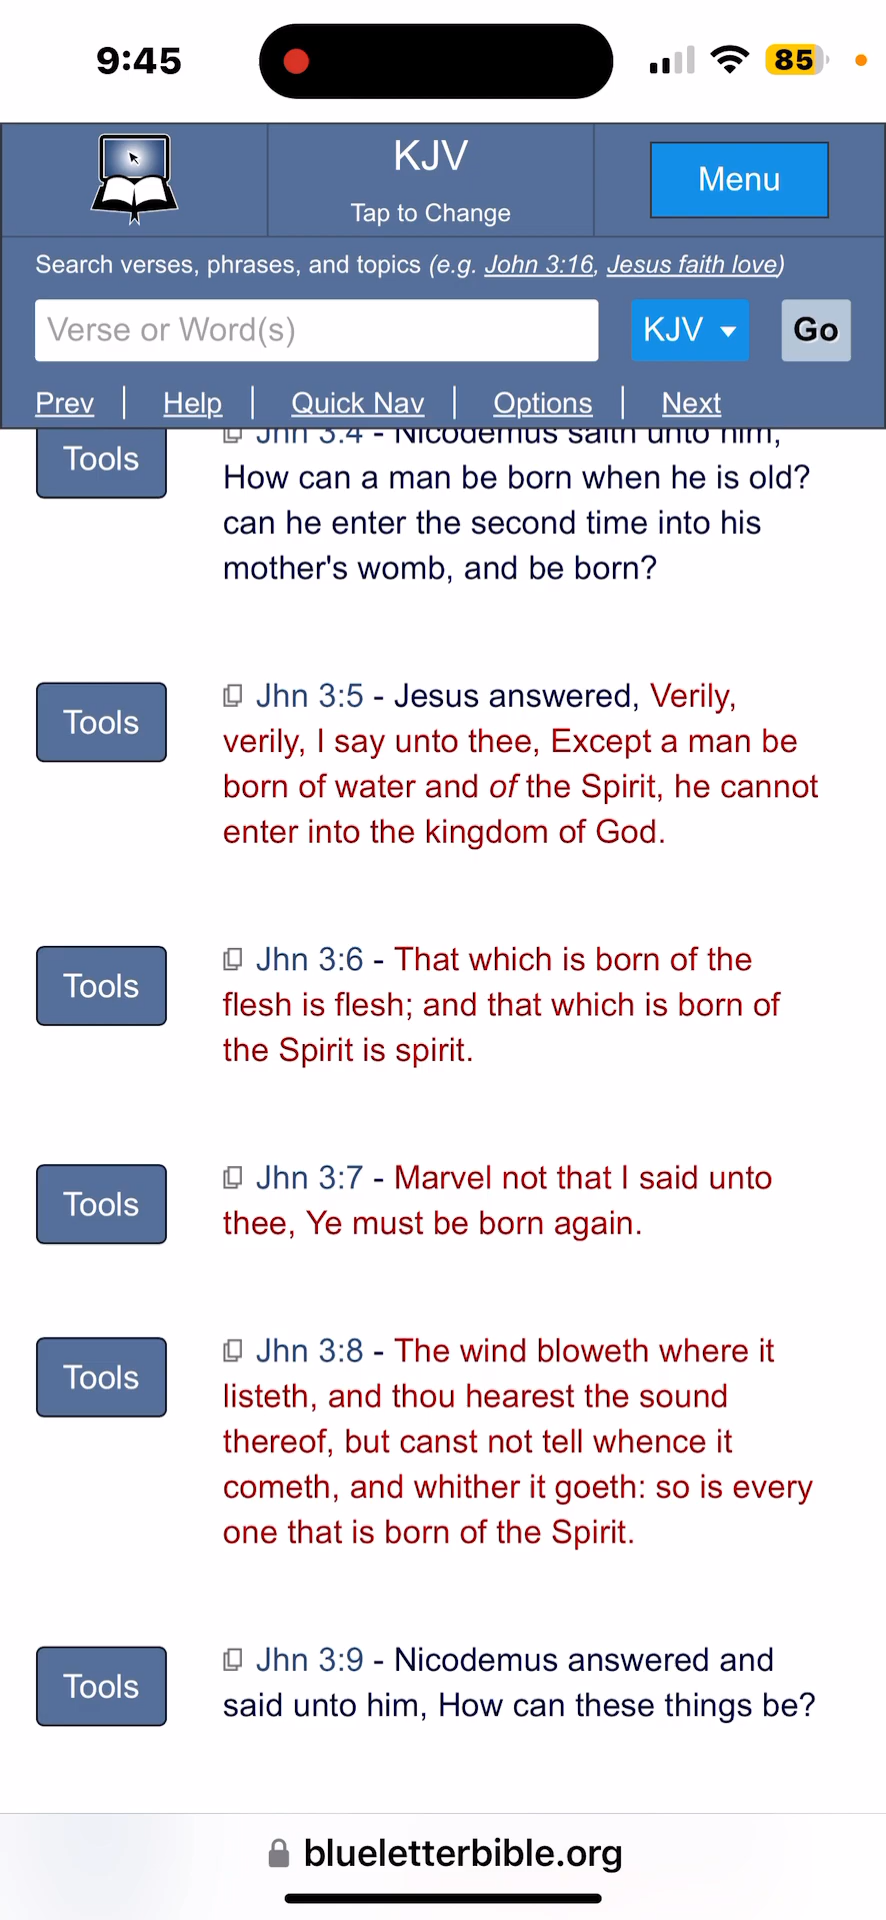 9:45
85
KJV
Tap to Change
Menu
Search verses, phrases, and topics (e.g. John 3:16, Jesus faith love)
Verse or Word(s)
KJV
Go
Prev | Help | Quick Nav | Options | Next
Tools
Jhn 3:4 - Nicodemus saith unto him,
How can a man be born when he is old?
can he enter the second time into his
mother's womb, and be born?
Tools
Jhn 3:5 - Jesus answered, Verily,
verily, I say unto thee, Except a man be
born of water and of the Spirit, he cannot
enter into the kingdom of God.
Tools
Jhn 3:6 - That which is born of the
flesh is flesh; and that which is born of
the Spirit is spirit.
Tools
Jhn 3:7 - Marvel not that I said unto
thee, Ye must be born again.
Tools
Jhn 3:8 - The wind bloweth where it
listeth, and thou hearest the sound
thereof, but canst not tell whence it
cometh, and whither it goeth: so is every
one that is born of the Spirit.
Tools
Jhn 3:9 - Nicodemus answered and
said unto him, How can these things be?
blueletterbible.org